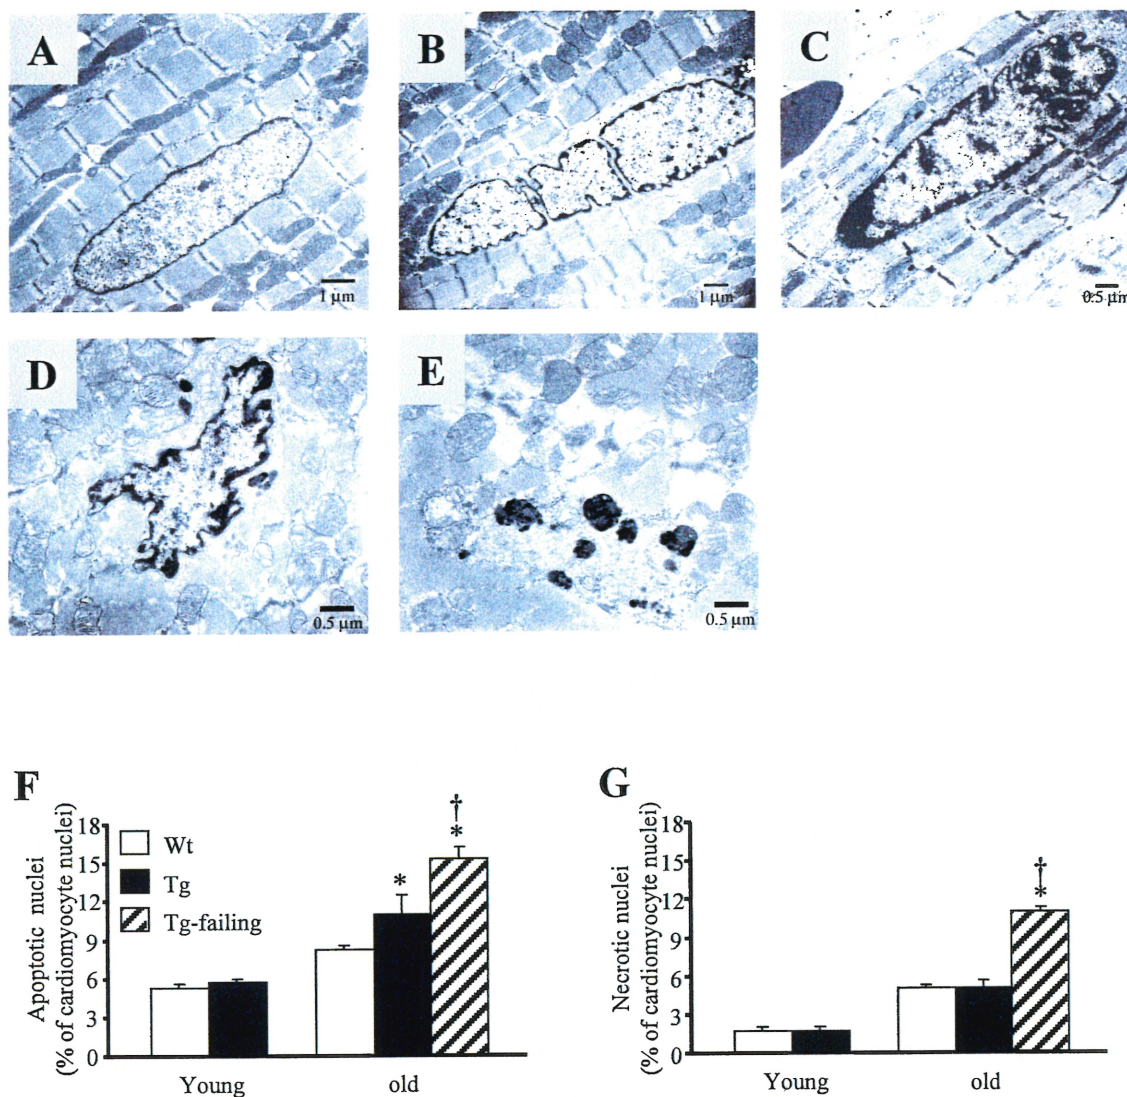 A
B
C
1 µm
1 µm
0.5 µm
D
E
0.5 µm
0.5 µm
F
Apoptotic nuclei
(% of cardiomyocyte nuclei)
18
15
12
9
6
3
0
Wt
Tg
Tg-failing
*
†
*
Young
old
G
Necrotic nuclei
(% of cardiomyocyte nuclei)
18
15
12
9
6
3
0
†
*
Young
old